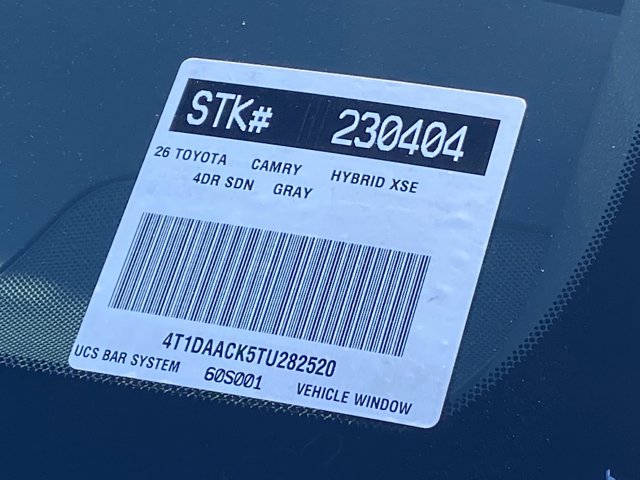 STK# 230404
26 TOYOTA CAMRY HYBRID XSE
4DR SDN GRAY
4T1DAACK5TU282520
UCS BAR SYSTEM 60S001 VEHICLE WINDOW